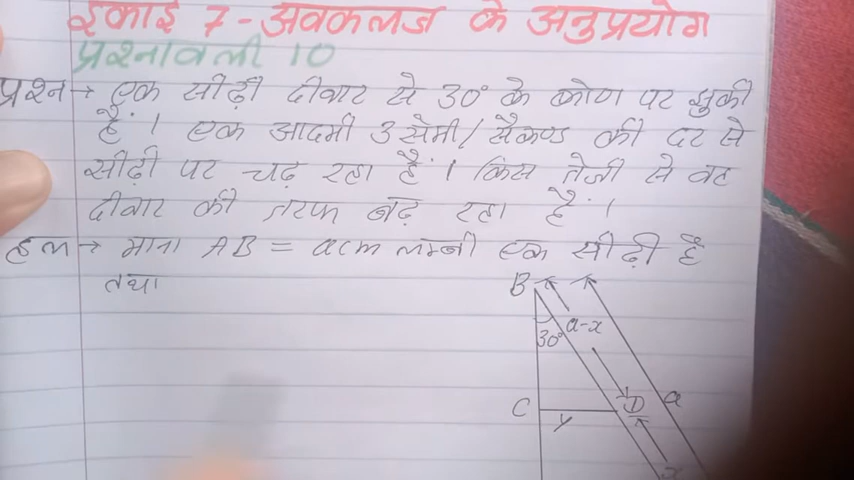 इकाई 7 - अवकलज के अनुप्रयोग
प्रश्नावली 10
प्रश्न → एक सीढ़ी दीवार से 30° के कोण पर झुकी
है। एक आदमी 3 सेमी/सैकण्ड की दर से
सीढ़ी पर चढ़ रहा है। किस तेजी से वह
दीवार की तरफ बढ़ रहा है।
हल → माना AB = a cm लम्बी एक सीढ़ी है
तथा
B
a-x
30°
C
D
a
y
x